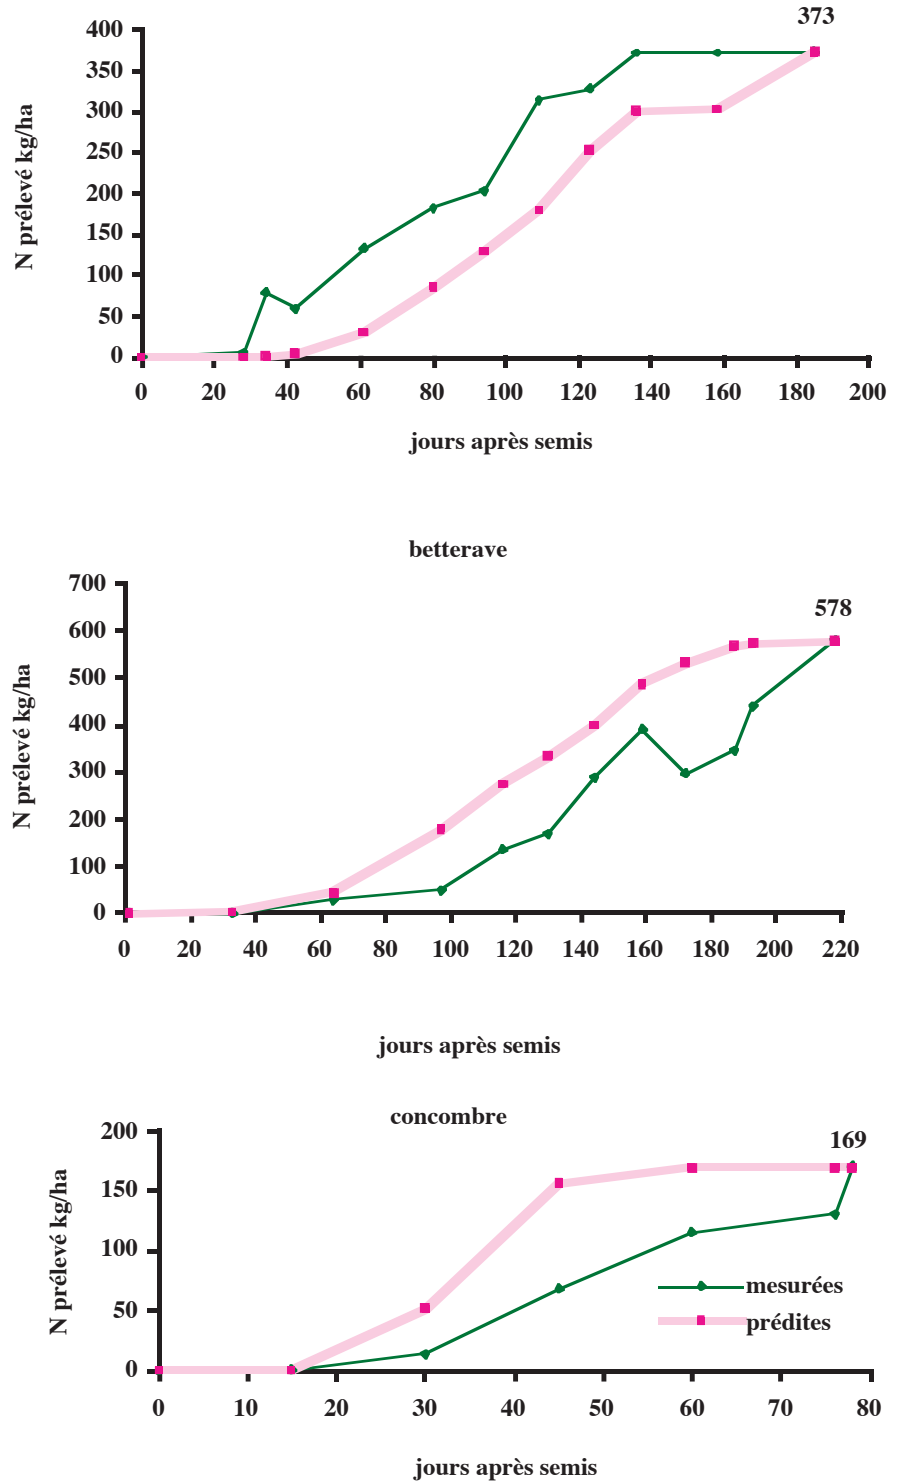 373
400
350
300
250
200
150
100
50
0
N prélevé kg/ha
0 20 40 60 80 100 120 140 160 180 200
jours après semis
betterave
578
700
600
500
400
300
200
100
0
N prélevé kg/ha
0 20 40 60 80 100 120 140 160 180 200 220
jours après semis
concombre
169
200
150
100
50
0
N prélevé kg/ha
mesurées
prédites
0 10 20 30 40 50 60 70 80
jours après semis